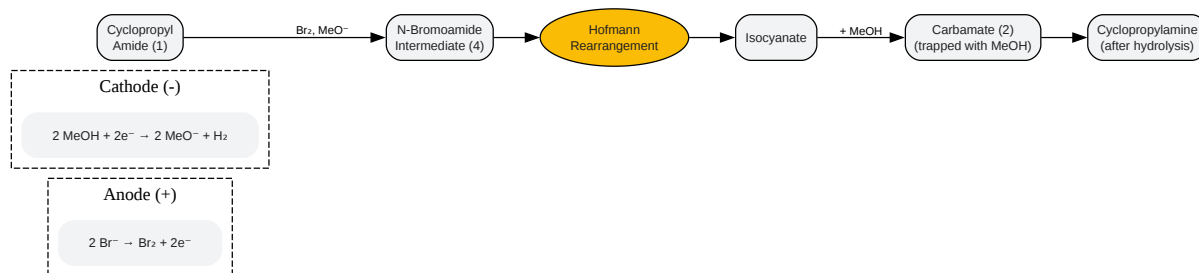 Cyclopropyl
Amide (1)
Br₂, MeO⁻
N-Bromoamide
Intermediate (4)
Hofmann
Rearrangement
Isocyanate
+ MeOH
Carbamate (2)
(trapped with MeOH)
Cyclopropylamine
(after hydrolysis)
Cathode (-)
2 MeOH + 2e⁻ → 2 MeO⁻ + H₂
Anode (+)
2 Br⁻ → Br₂ + 2e⁻